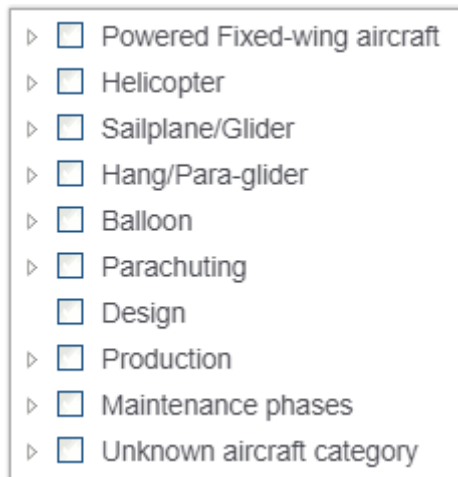 Powered Fixed-wing aircraft
Helicopter
Sailplane/Glider
Hang/Para-glider
Balloon
Parachuting
Design
Production
Maintenance phases
Unknown aircraft category